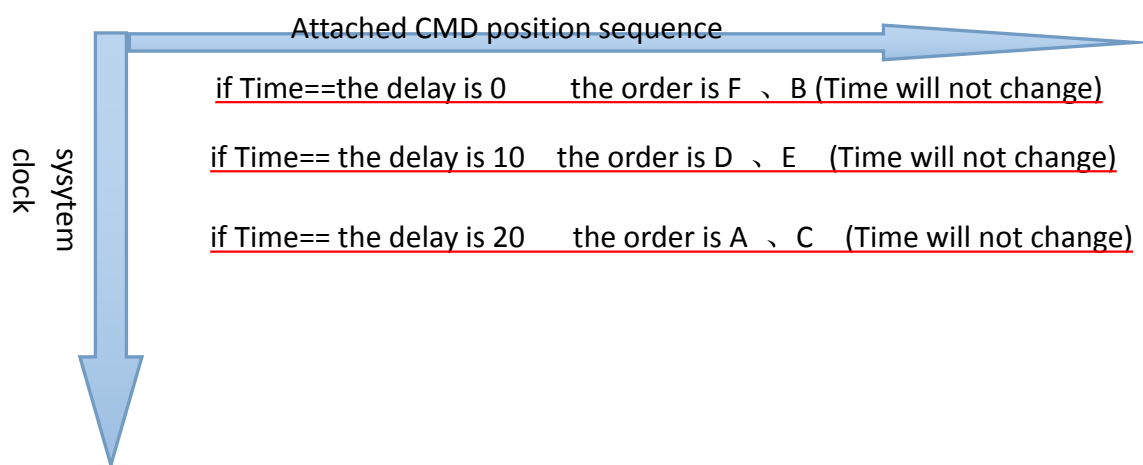 Attached CMD position sequence
if Time==the delay is 0 the order is F 、 B (Time will not change)
if Time== the delay is 10 the order is D 、 E (Time will not change)
if Time== the delay is 20 the order is A 、 C (Time will not change)
sysytem
clock